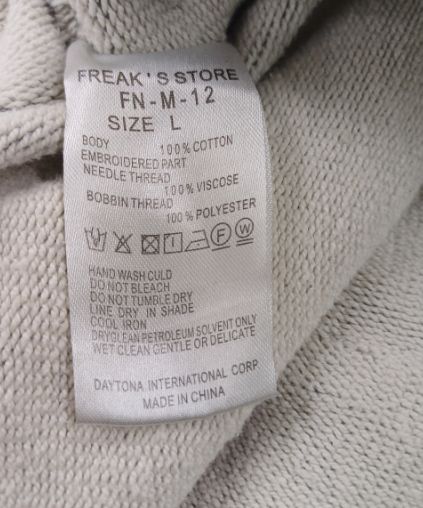 FREAK'S STORE
FN-M-12
SIZE L
BODY 100% COTTON
EMBROIDERED PART
NEEDLE THREAD
100% VISCOSE
BOBBIN THREAD
100% POLYESTER
F W
HAND WASH CULD
DO NOT BLEACH
DO NOT TUMBLE DRY
LINE DRY IN SHADE
COOL IRON
DRYCLEAN PETROLEUM SOLVENT ONLY
WET CLEAN GENTLE OR DELICATE
DAYTONA INTERNATIONAL CORP
MADE IN CHINA